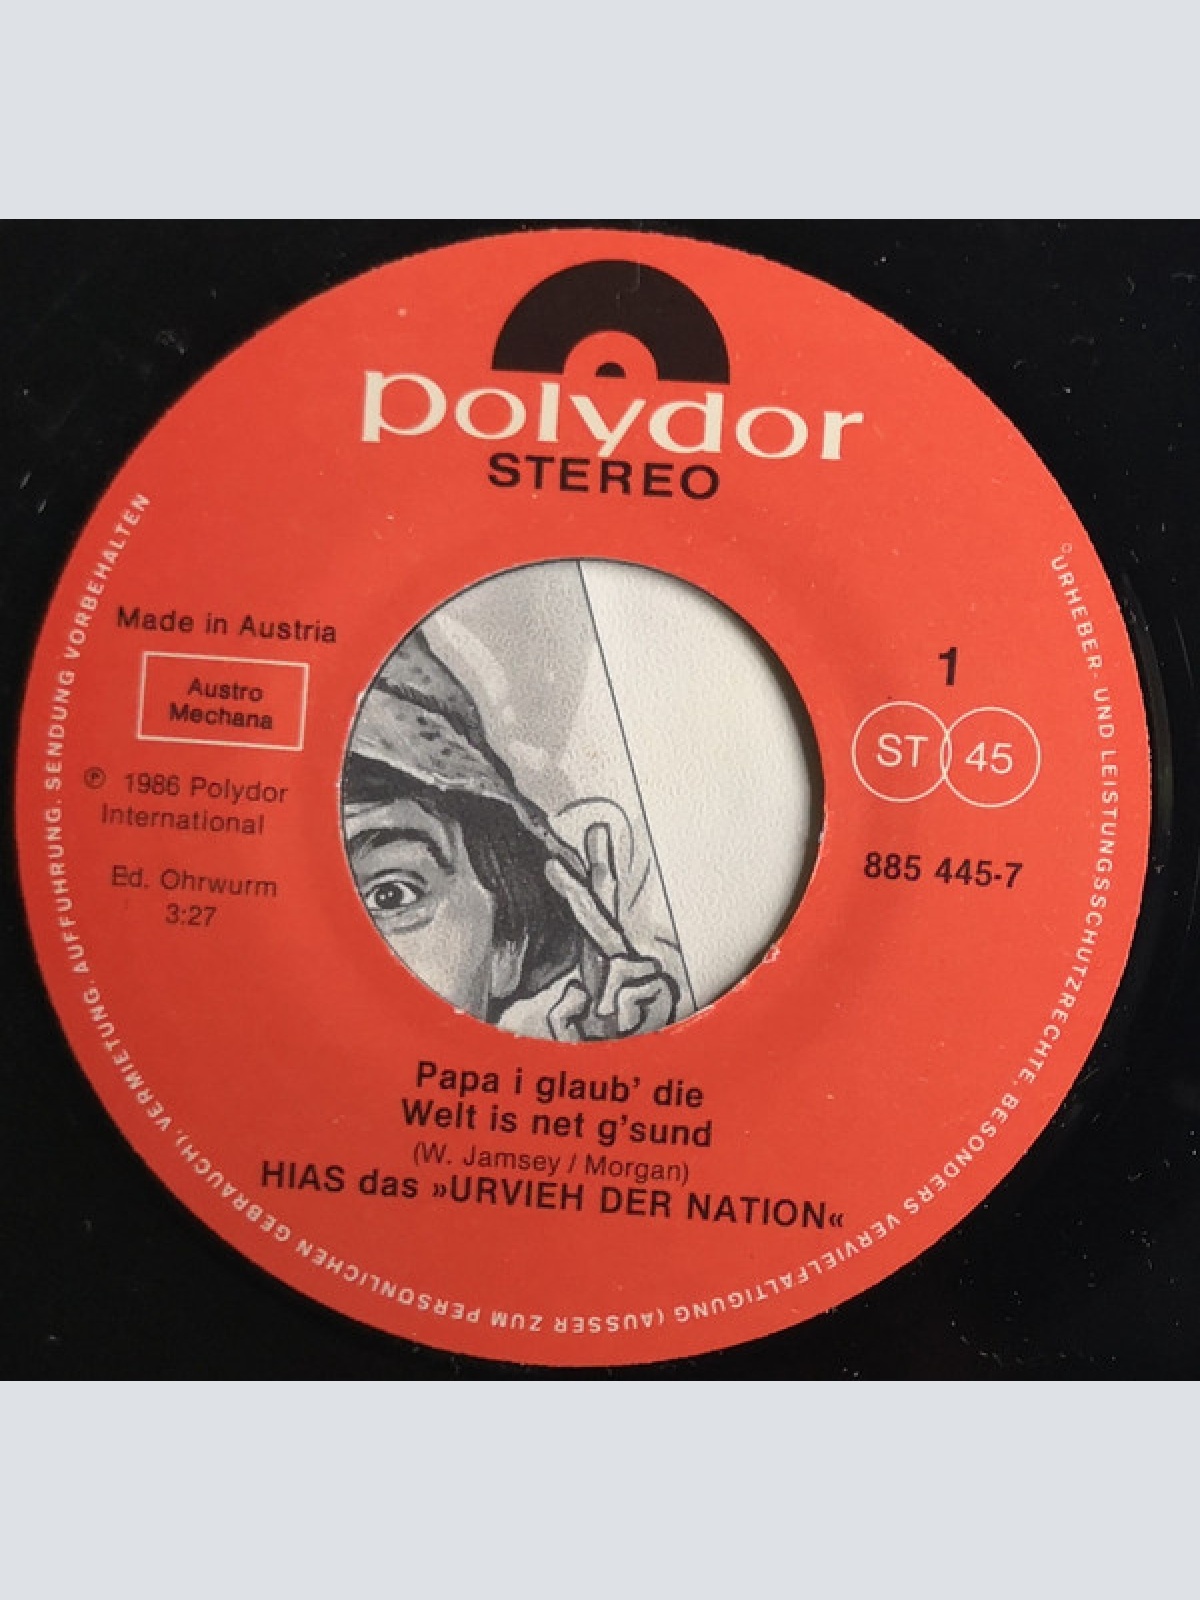 polydor
STEREO
Made in Austria
Austro
Mechana
℗ 1986 Polydor
International
Ed. Ohrwurm
3:27
1
ST 45
885 445-7
Papa i glaub' die
Welt is net g'sund
(W. Jamsey / Morgan)
HIAS das »URVIEH DER NATION«
URHEBER- UND LEISTUNGSSCHUTZRECHTE, BESONDERS VERVIELFÄLTIGUNG (AUSSER ZUM PERSÖNLICHEN GEBRAUCH), VERMIETUNG, AUFFÜHRUNG, SENDUNG VORBEHALTEN